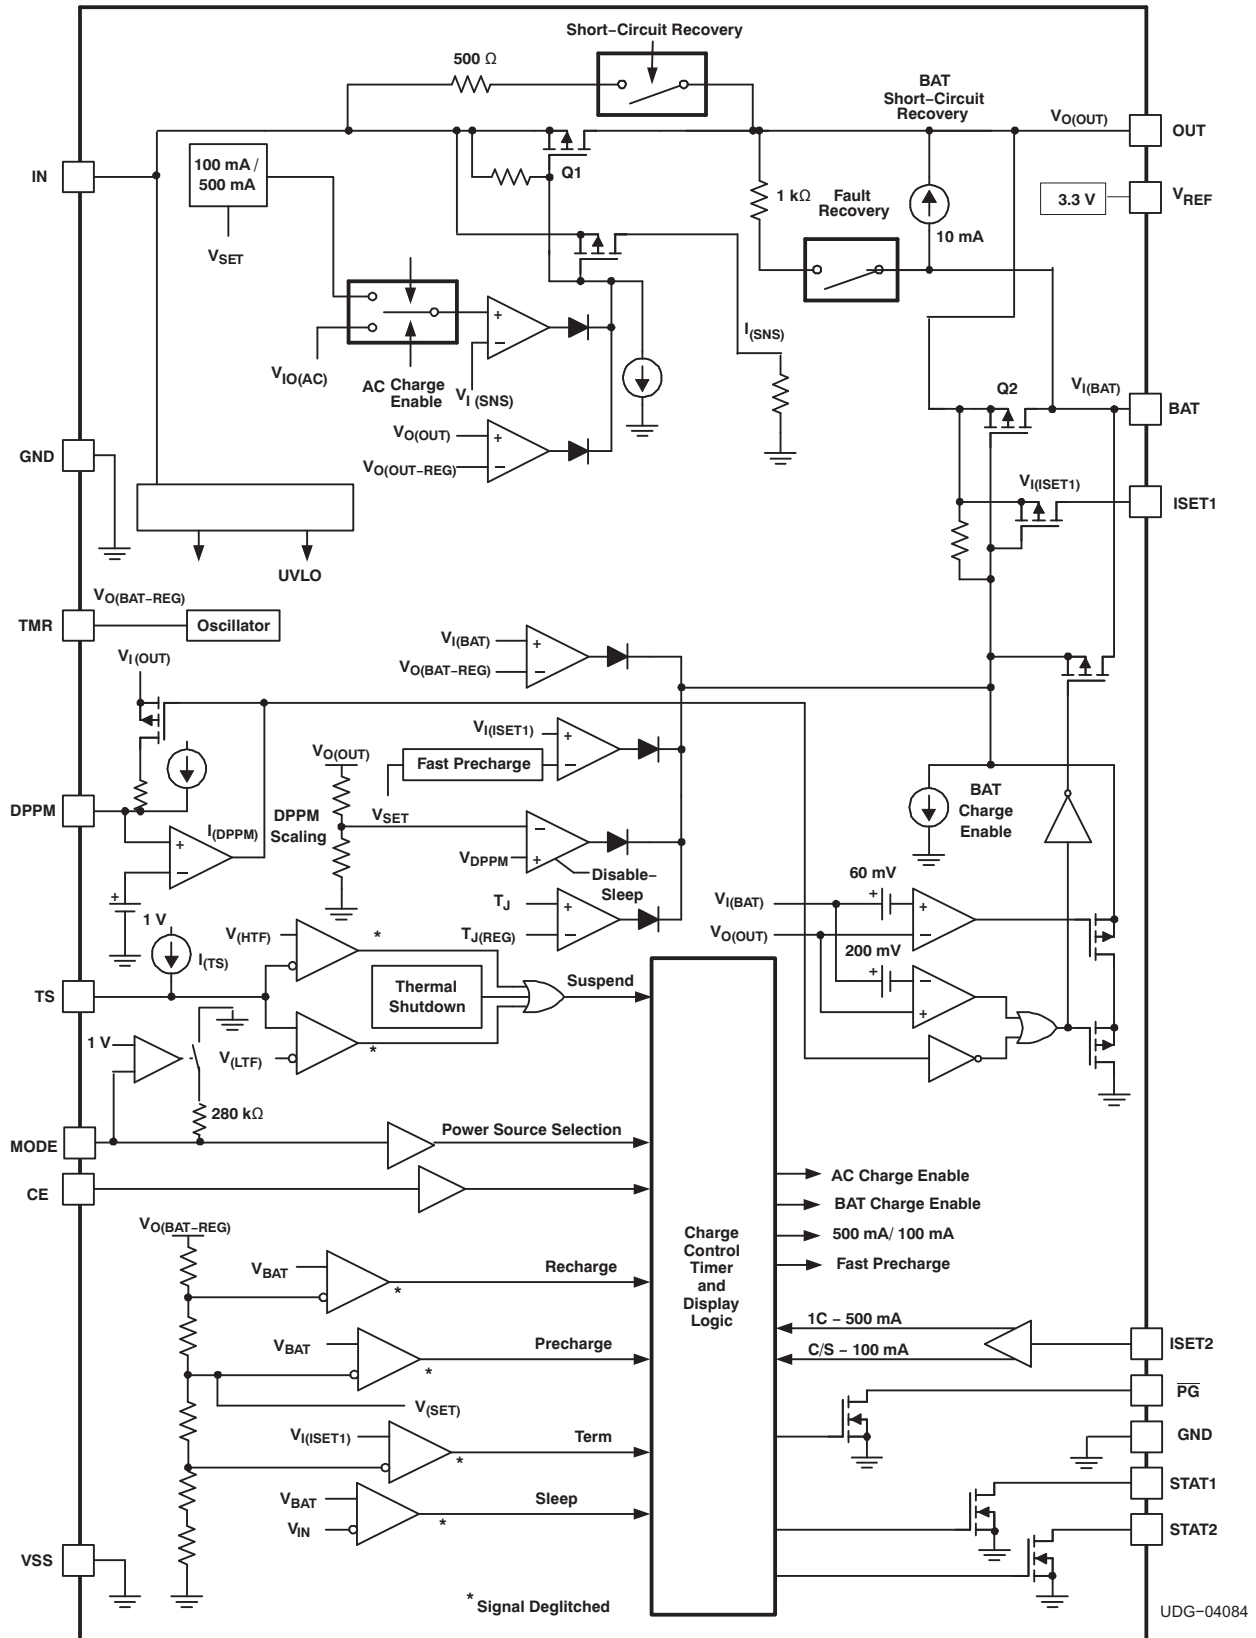 Short−Circuit Recovery
500 Ω
BAT
Short−Circuit
Recovery
VO(OUT)
OUT
IN
100 mA /
500 mA
Q1
1 kΩ
Fault
Recovery
3.3 V
VREF
10 mA
VSET
I(SNS)
VIO(AC)
AC Charge
Enable
VI (SNS)
Q2
VI(BAT)
BAT
VO(OUT)
VO(OUT−REG)
GND
VI(ISET1)
ISET1
UVLO
VO(BAT−REG)
TMR
Oscillator
VI(BAT)
VO(BAT−REG)
VI(OUT)
VI(ISET1)
VO(OUT)
Fast Precharge
DPPM
DPPM
Scaling
VSET
BAT
Charge
Enable
I(DPPM)
VDPPM
Disable−
Sleep
60 mV
1 V
TJ
TJ(REG)
VI(BAT)
VO(OUT)
200 mV
V(HTF)
*
I(TS)
TS
Thermal
Shutdown
Suspend
1 V
V(LTF)
*
280 kΩ
MODE
Power Source Selection
CE
AC Charge Enable
BAT Charge Enable
500 mA/ 100 mA
Fast Precharge
VO(BAT−REG)
Charge
Control
Timer
and
Display
Logic
VBAT
Recharge
*
1C − 500 mA
C/S − 100 mA
ISET2
VBAT
Precharge
*
V(SET)
PG
GND
VI(ISET1)
Term
*
STAT1
VBAT
VIN
Sleep
*
STAT2
VSS
* Signal Deglitched
UDG−04084